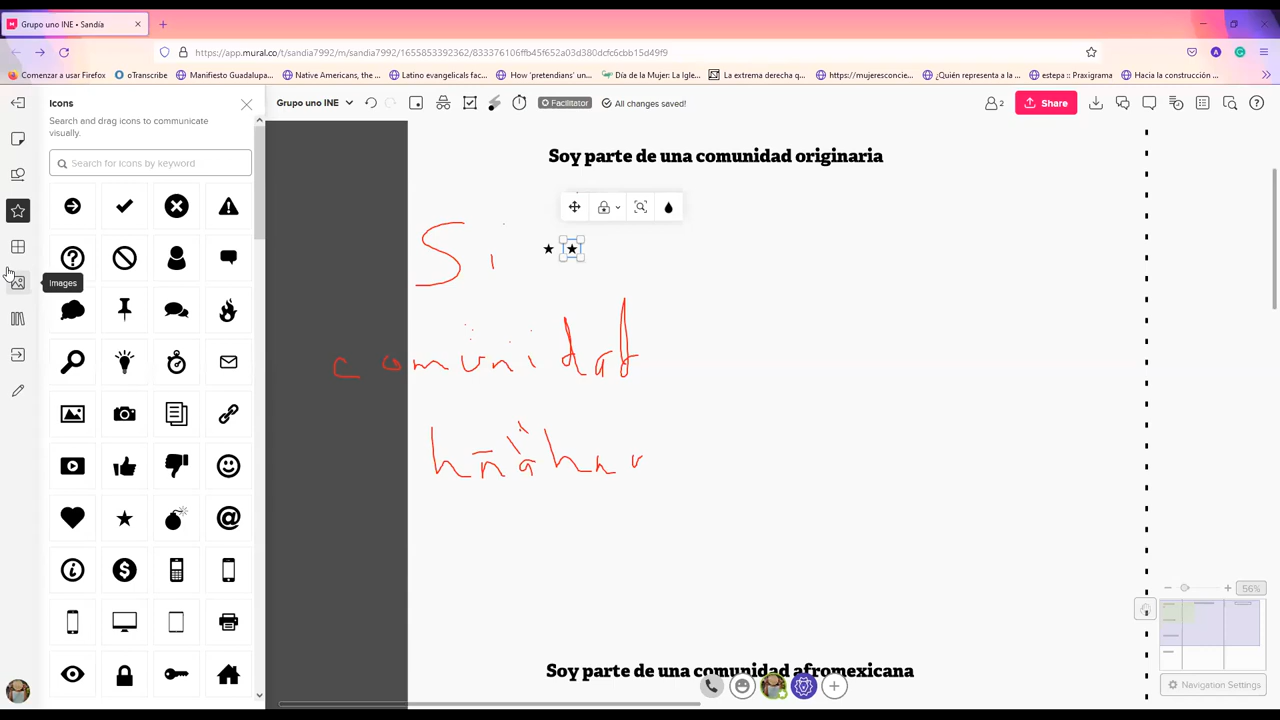 Grupo uno INE • Sandía
https://app.mural.co/t/sandia7992/m/sandia7992/1655853392362/833376106ffb45f652a03d380dcfc6cbb15d49f9
Comenzar a usar Firefox
oTranscribe
Manifiesto Guadalupa...
Native Americans, the...
Latino evangelicals fac...
How 'pretendians' un...
Día de la Mujer: La Igle...
La extrema derecha q...
https://mujeresconcie...
¿Quién representa a la ...
estepa :: Praxigrama
Hacia la construcción ...
Icons
Grupo uno INE
Facilitator
All changes saved!
2
Share
Search and drag icons to communicate
visually.
Search for icons by keyword
Soy parte de una comunidad originaria
Si
Images
comunidad
56%
Soy parte de una comunidad afromexicana
Navigation Settings